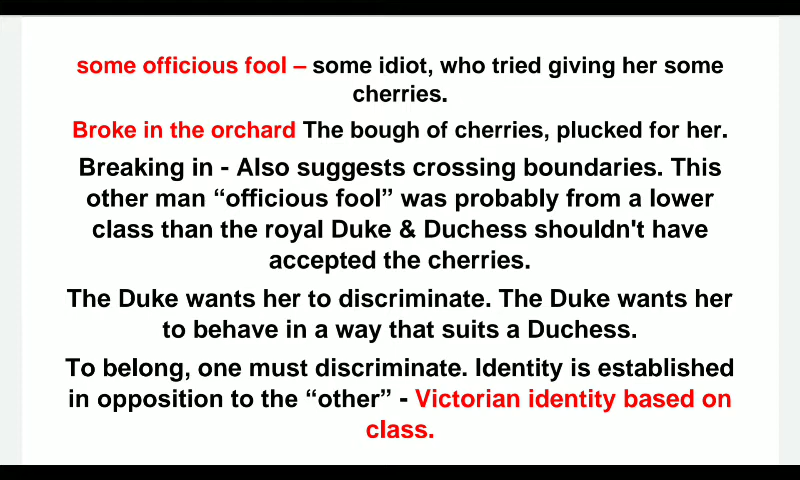 some officious fool – some idiot, who tried giving her some
cherries.
Broke in the orchard The bough of cherries, plucked for her.
Breaking in - Also suggests crossing boundaries. This
other man “officious fool” was probably from a lower
class than the royal Duke & Duchess shouldn't have
accepted the cherries.
The Duke wants her to discriminate. The Duke wants her
to behave in a way that suits a Duchess.
To belong, one must discriminate. Identity is established
in opposition to the “other” - Victorian identity based on
class.